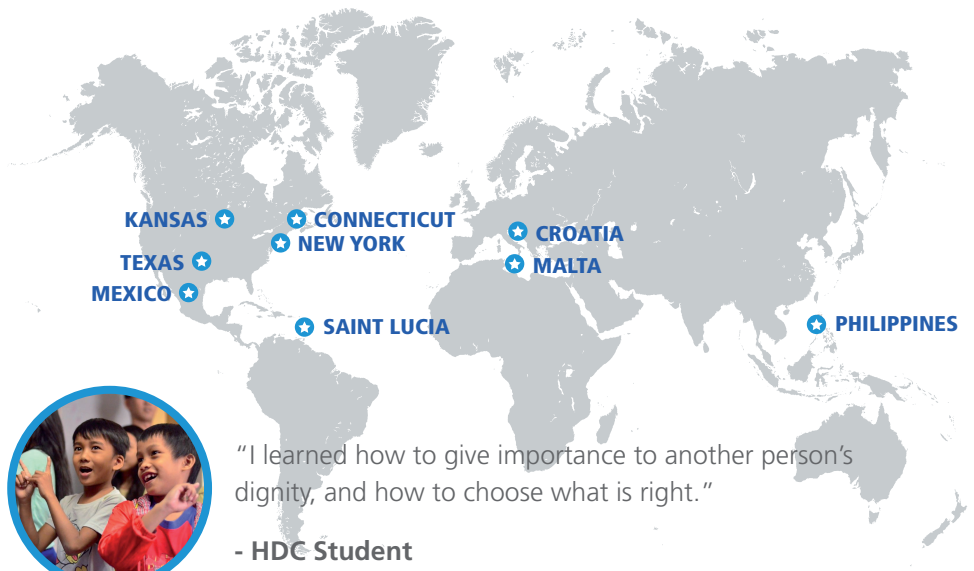 KANSAS
CONNECTICUT
NEW YORK
TEXAS
MEXICO
CROATIA
MALTA
SAINT LUCIA
PHILIPPINES
“I learned how to give importance to another person’s
dignity, and how to choose what is right.”
- HDC Student